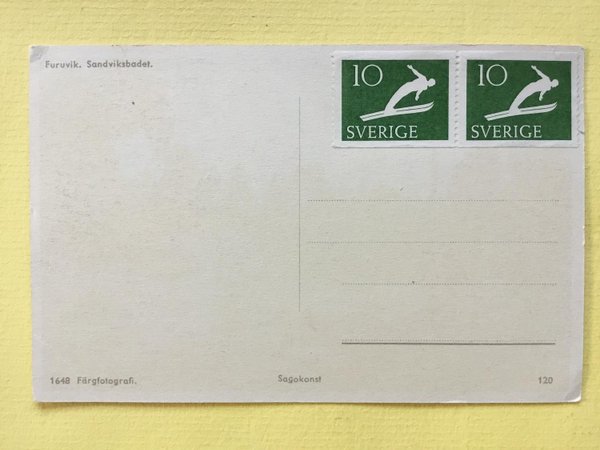 Furuvik. Sandviksbadet.
10 10
SVERIGE SVERIGE
1648 Färgfotografi. Sagokonst 120